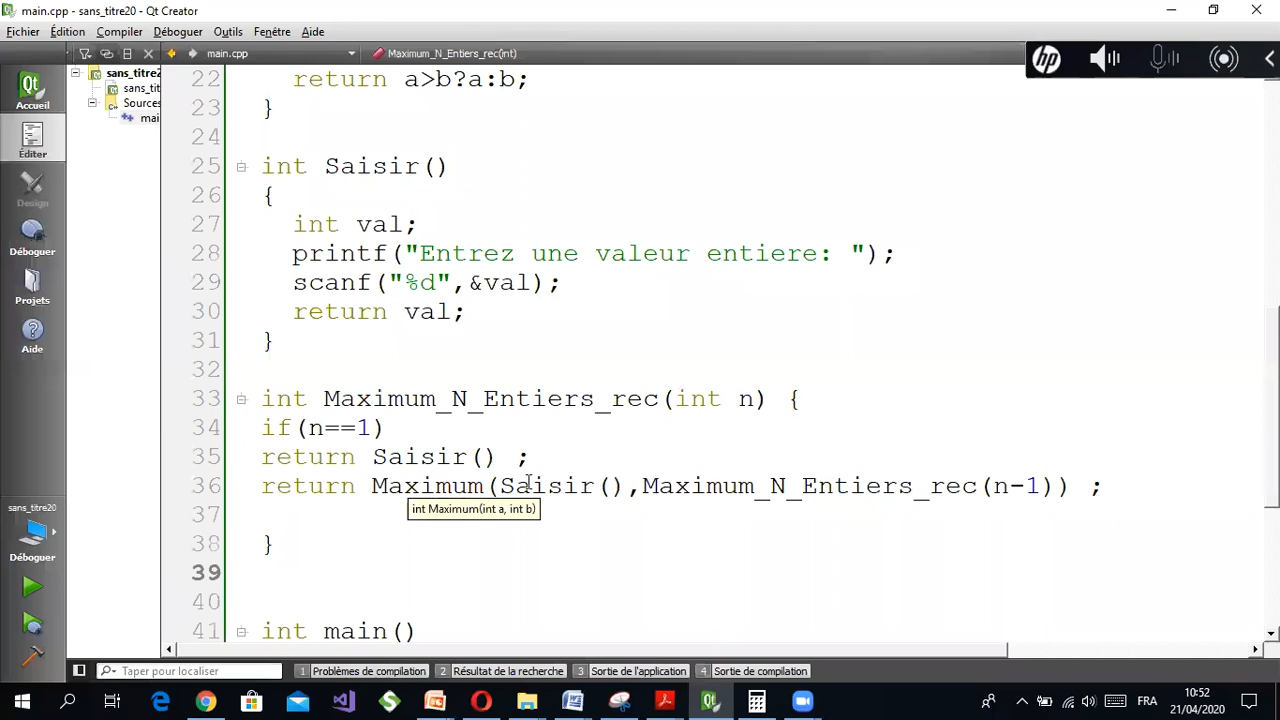 main.cpp - sans_titre20 - Qt Creator
Fichier Édition Compiler Déboguer Outils Fenêtre Aide
main.cpp Maximum_N_Entiers_rec(int)
hp
Qt
Accueil
Éditer
Design
Déboguer
Projets
Aide
sans_titre20
Déboguer
sans_titre2
sans_tit
Sources
mai
22 return a>b?a:b;
23 }
24
25 int Saisir()
26 {
27 int val;
28 printf("Entrez une valeur entiere: ");
29 scanf("%d",&val);
30 return val;
31 }
32
33 int Maximum_N_Entiers_rec(int n) {
34 if(n==1)
35 return Saisir() ;
36 return Maximum(Saisir(),Maximum_N_Entiers_rec(n-1)) ;
int Maximum(int a, int b)
37
38 }
39
40
41 int main()
Taper pour localiser 1 Problèmes de compilation 2 Résultat de la recherche 3 Sortie de l'application 4 Sortie de compilation
FRA
10:52
21/04/2020